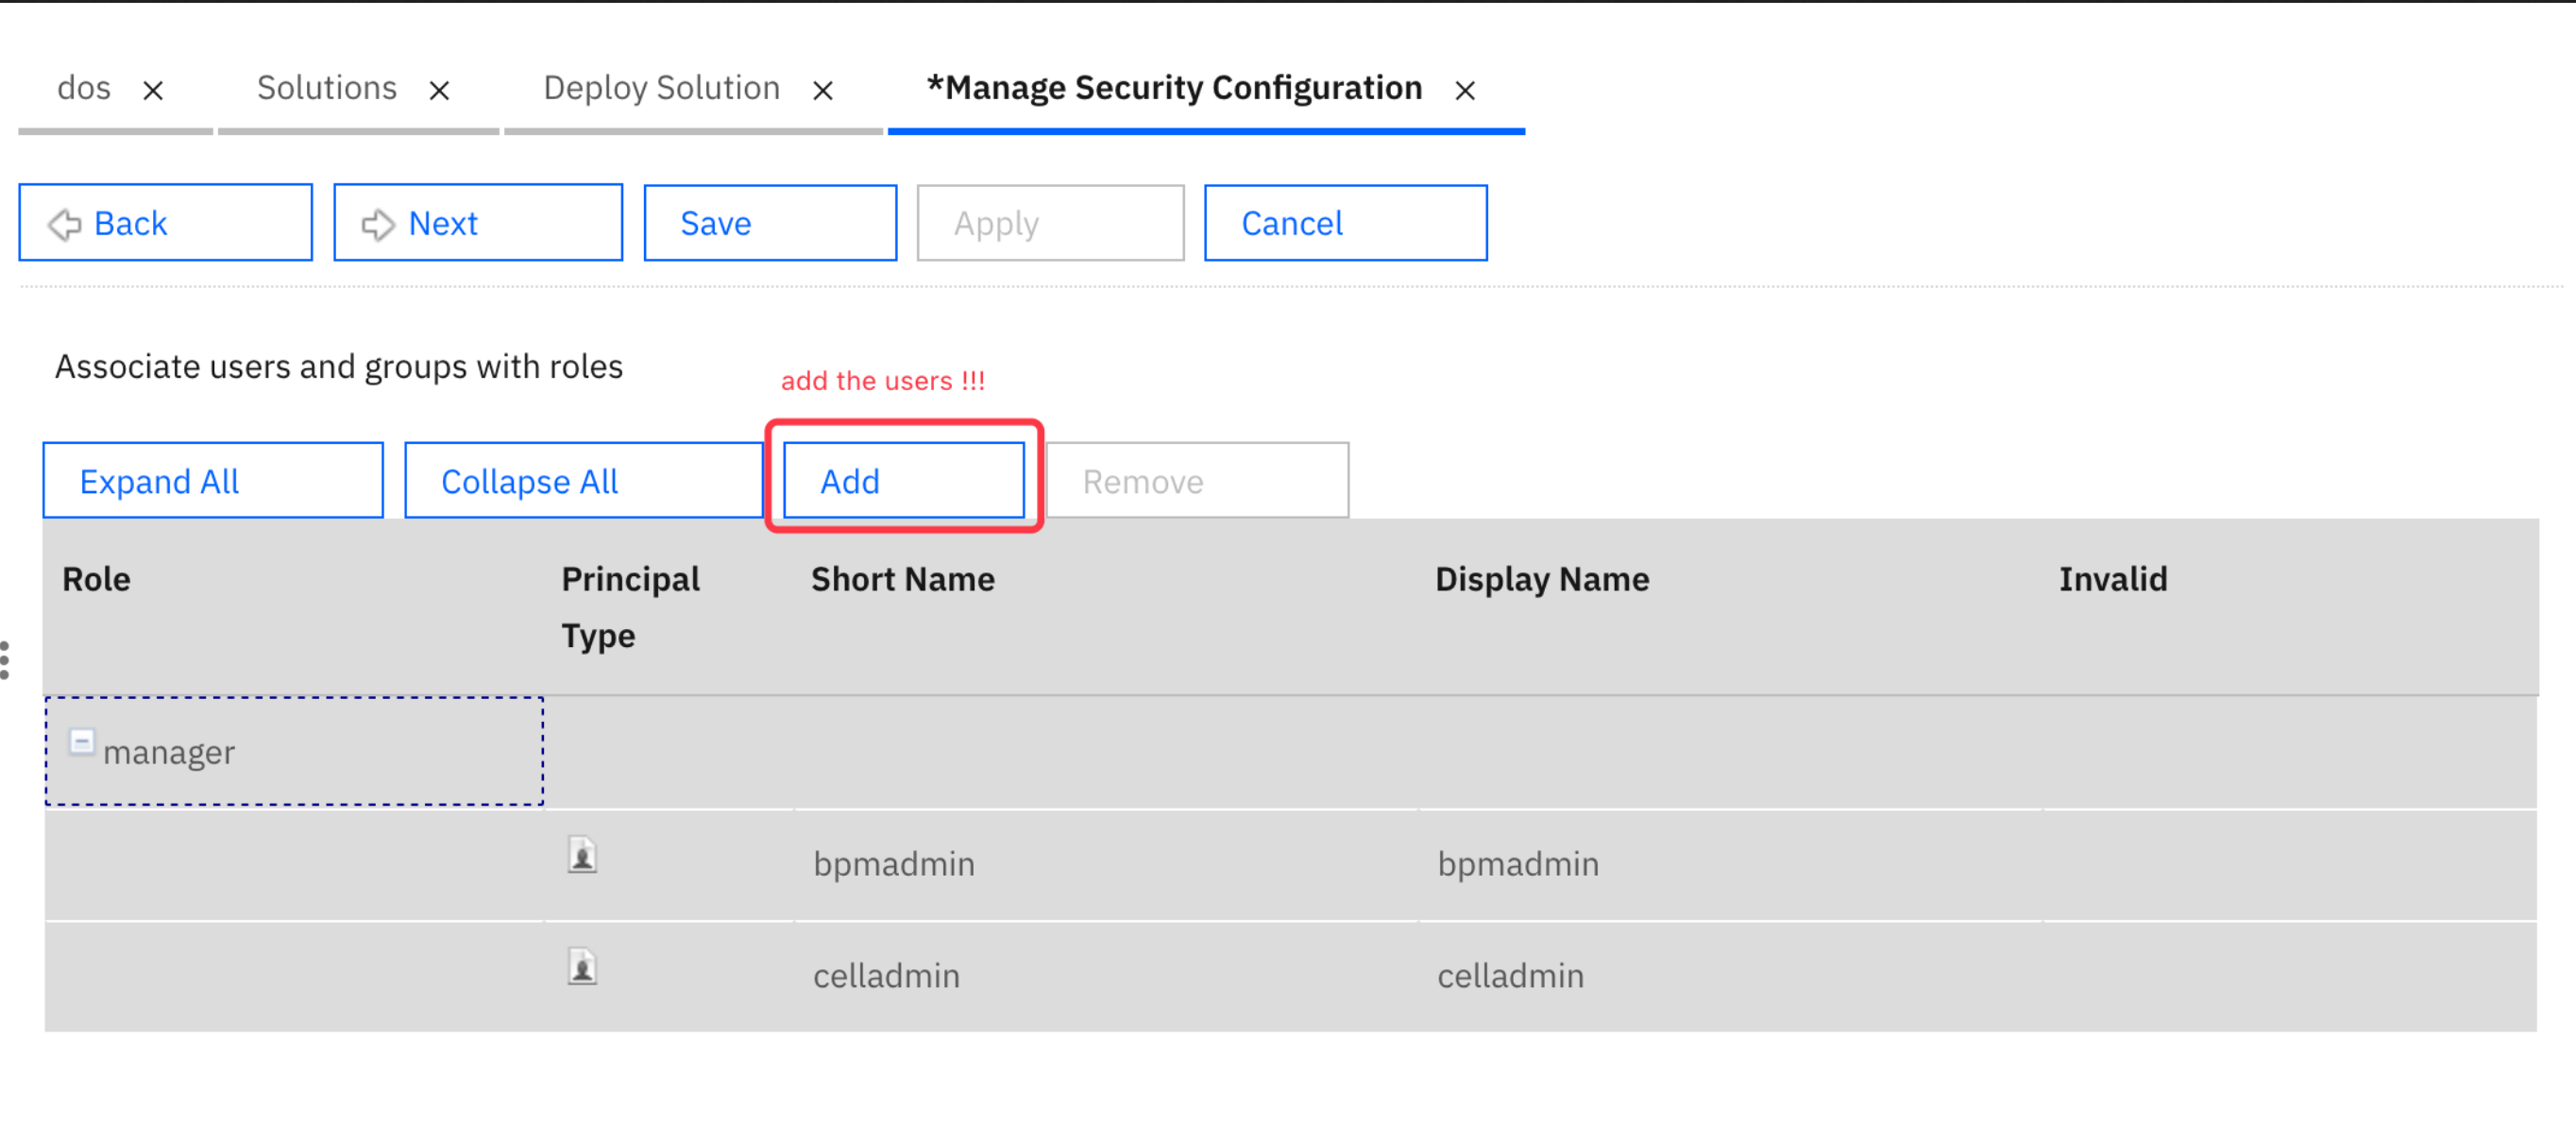 dos Solutions Deploy Solution *Manage Security Configuration
Back Next Save Apply Cancel
Associate users and groups with roles
add the users !!!
Expand All Collapse All Add Remove
Role Principal Type Short Name Display Name Invalid
manager
bpmadmin bpmadmin
celladmin celladmin